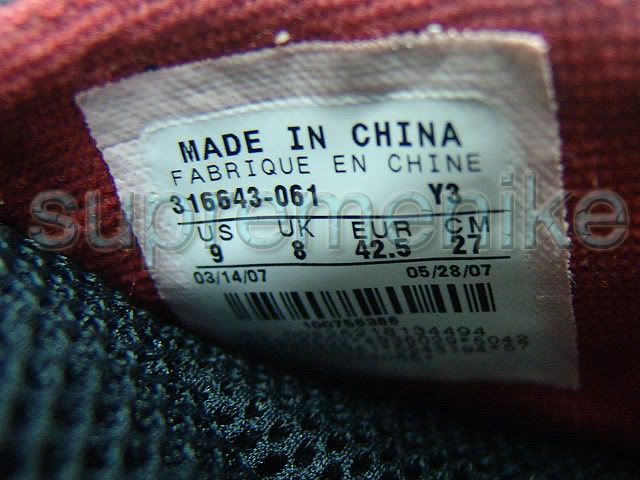 MADE IN CHINA
FABRIQUE EN CHINE
316643-061 Y3
supremenike
US UK EUR CM
9 8 42.5 27
03/14/07 05/28/07